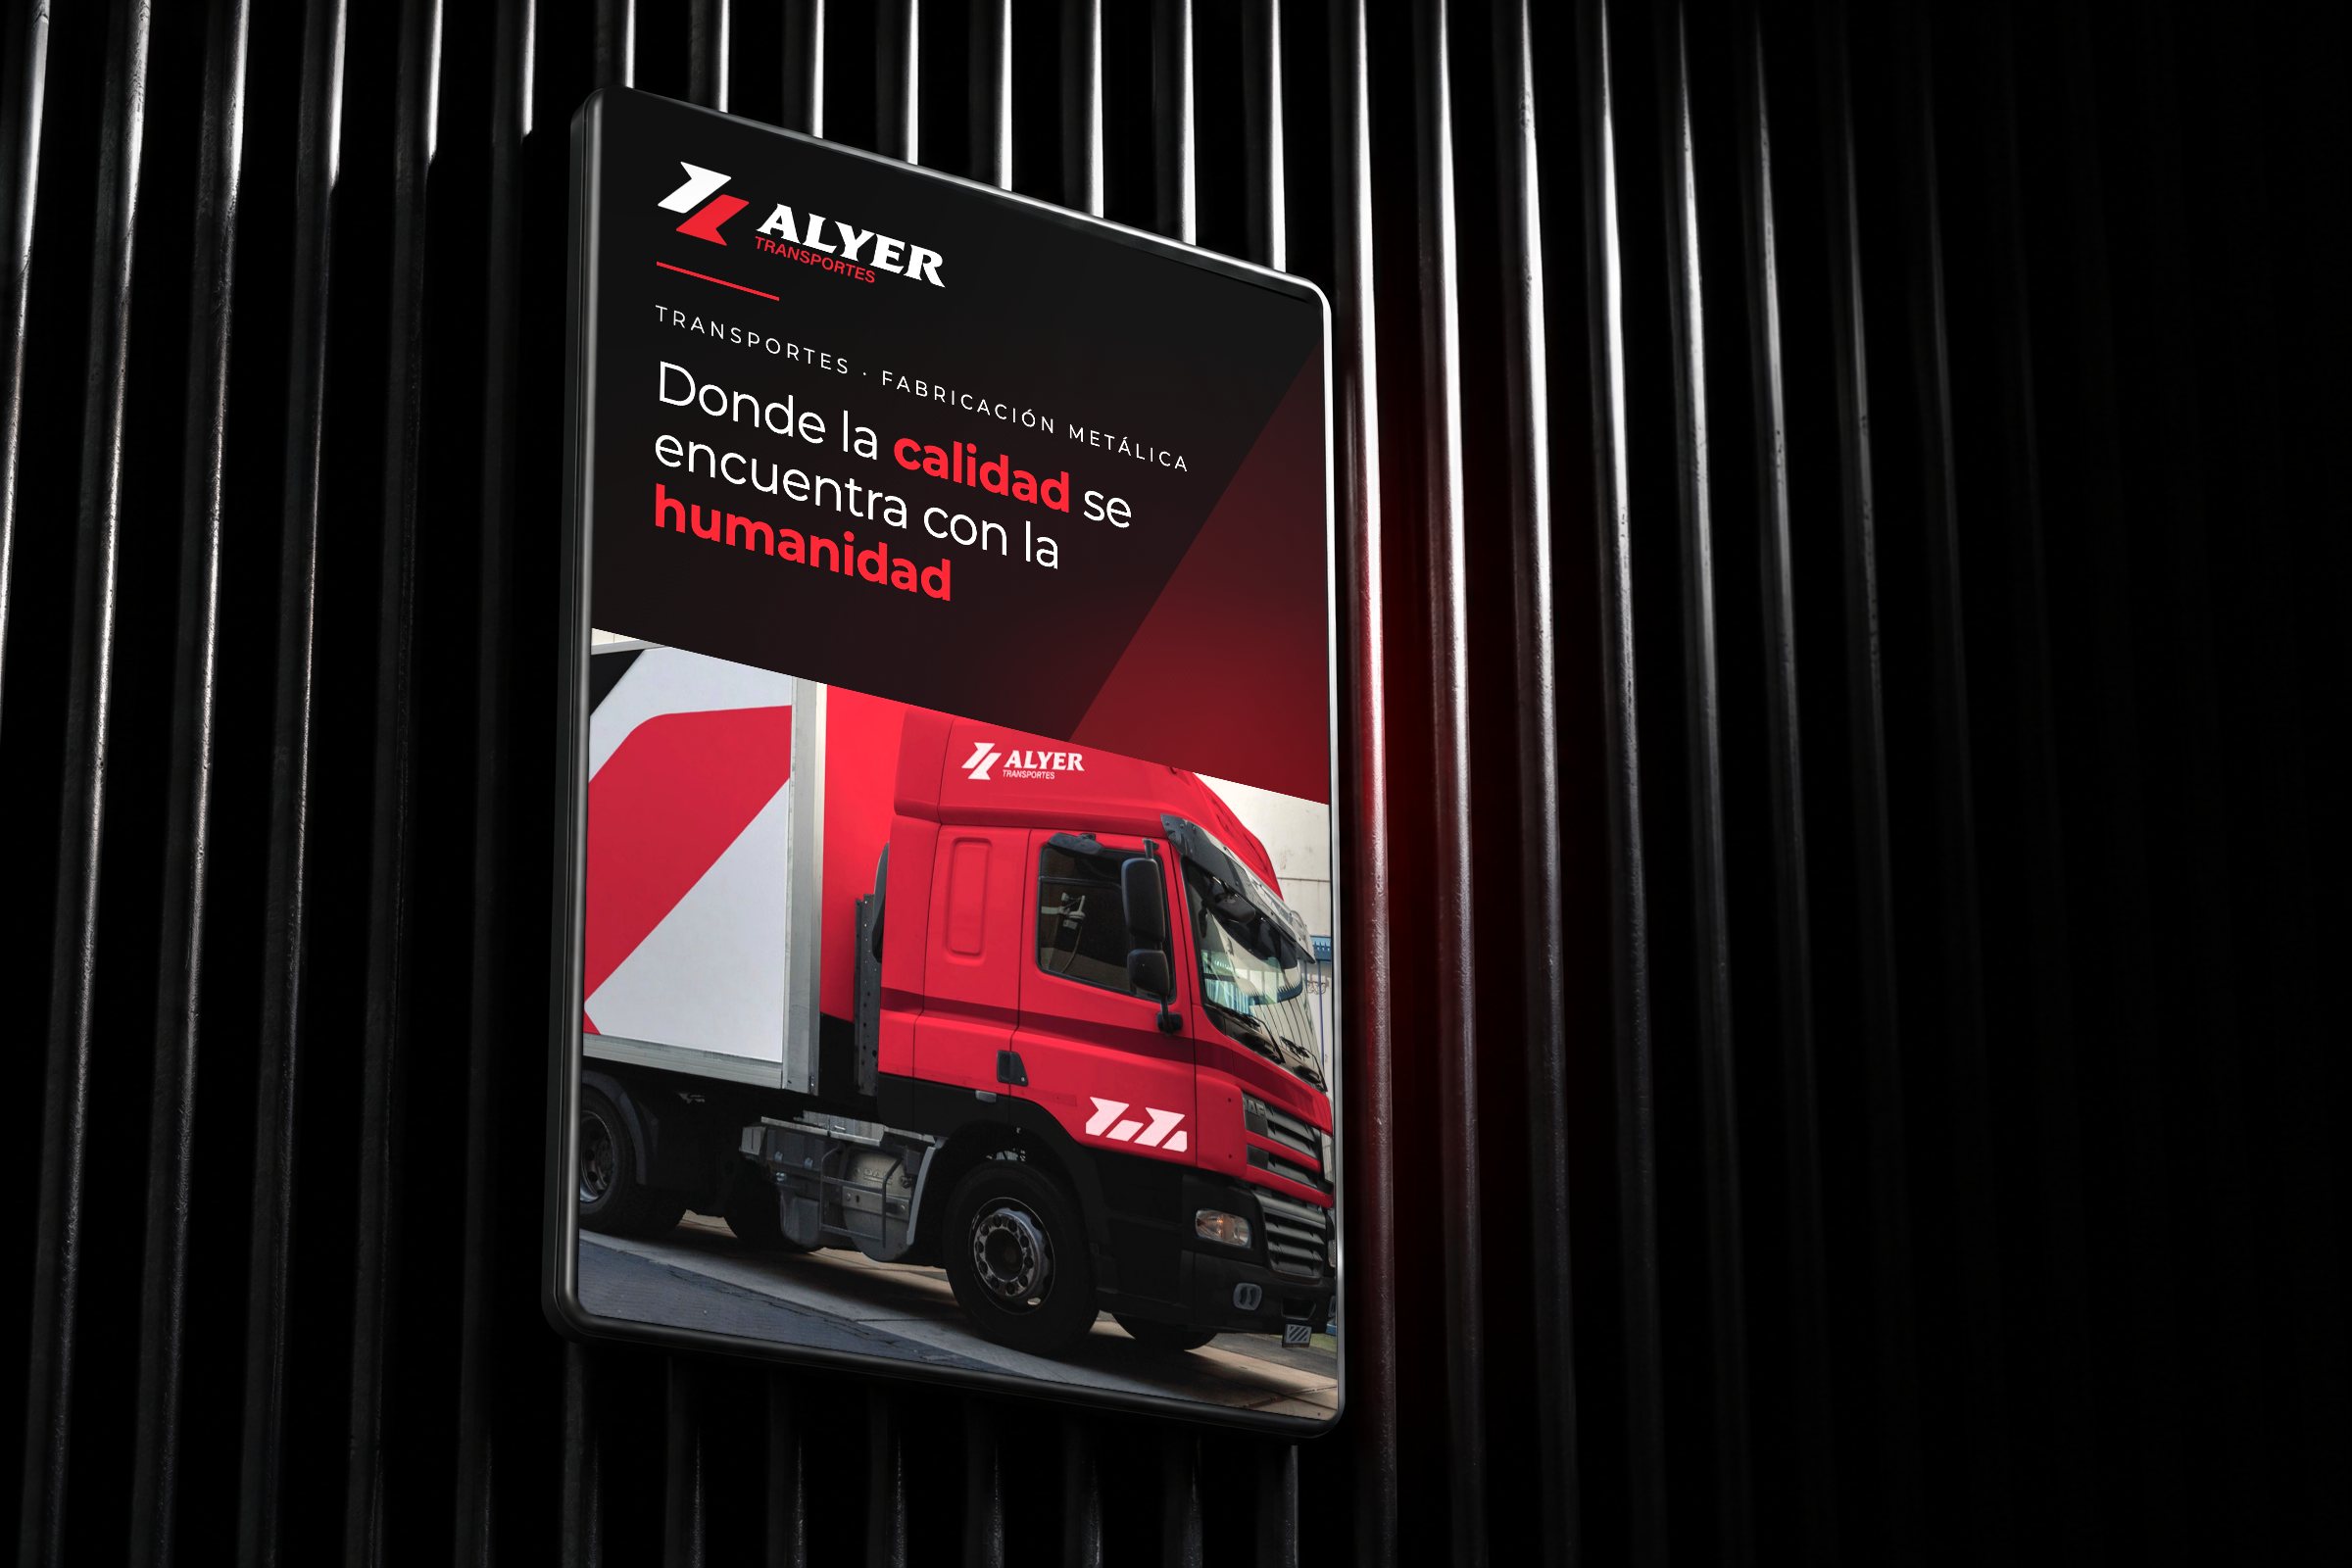 ALYER
TRANSPORTES
TRANSPORTES · FABRICACIÓN METÁLICA
Donde la calidad se
encuentra con la
humanidad
ALYER
TRANSPORTES